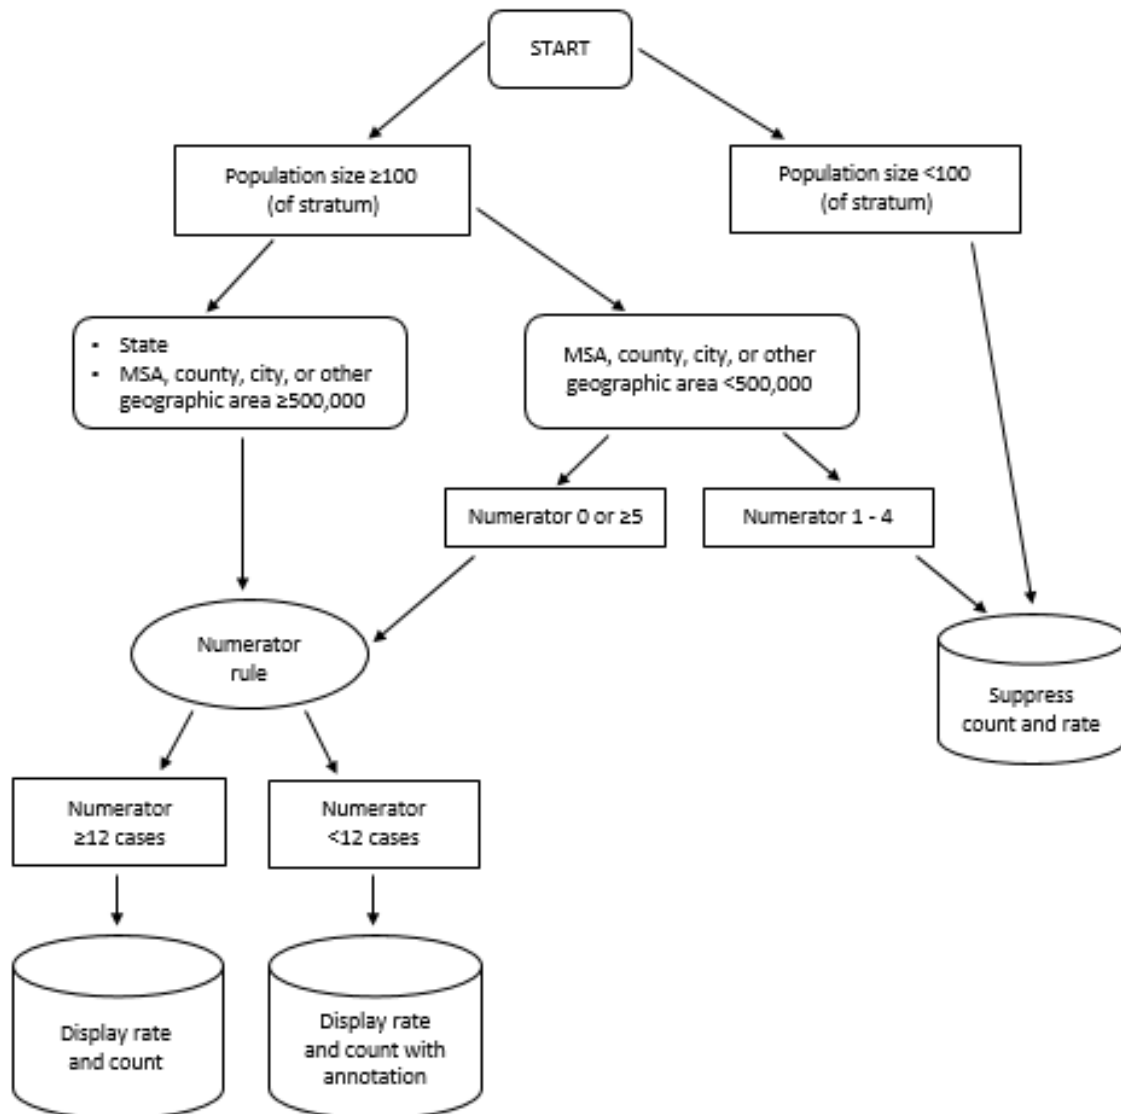 START
Population size ≥100
(of stratum)
Population size <100
(of stratum)
▪ State
▪ MSA, county, city, or other
geographic area ≥500,000
MSA, county, city, or other
geographic area <500,000
Numerator 0 or ≥5
Numerator 1 - 4
Numerator
rule
Suppress
count and rate
Numerator
≥12 cases
Numerator
<12 cases
Display rate
and count
Display rate
and count with
annotation